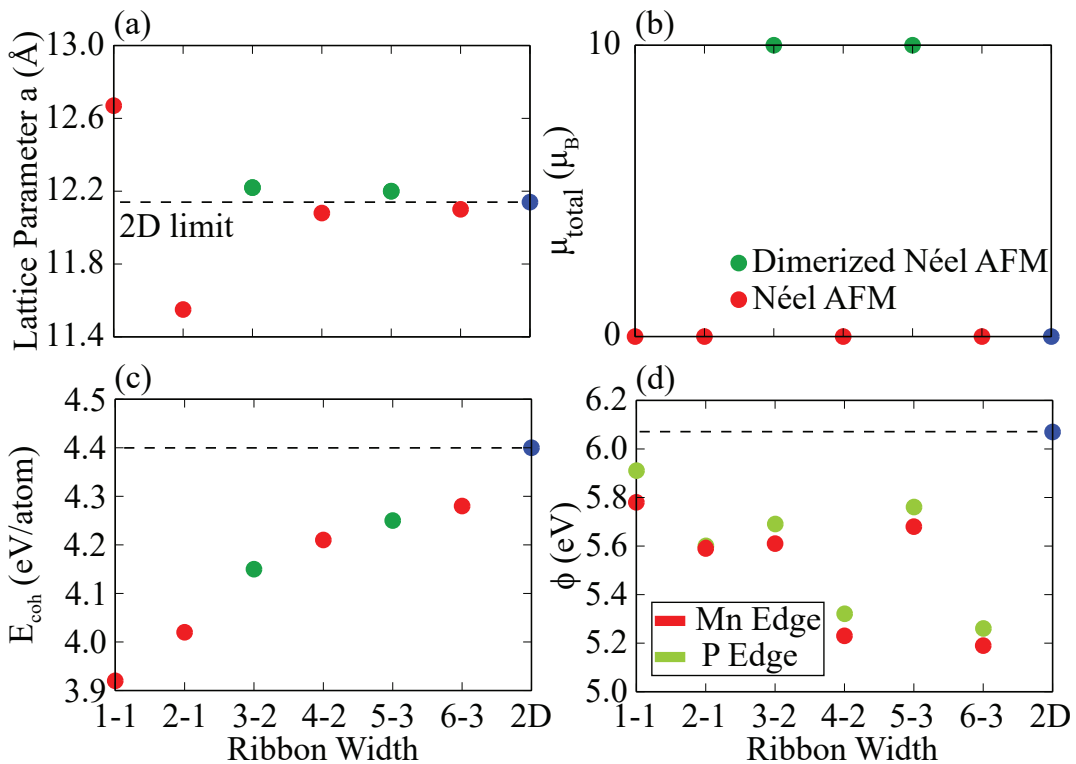 (a)
Lattice Parameter a (Å)
13.0
12.6
12.2
11.8
11.4
2D limit
(b)
μtotal (μB)
10
0
Dimerized Néel AFM
Néel AFM
(c)
Ecoh (eV/atom)
4.5
4.4
4.3
4.2
4.1
4.0
3.9
1-1 2-1 3-2 4-2 5-3 6-3 2D
Ribbon Width
(d)
ϕ (eV)
6.2
6.0
5.8
5.6
5.4
5.2
5.0
Mn Edge
P Edge
1-1 2-1 3-2 4-2 5-3 6-3 2D
Ribbon Width